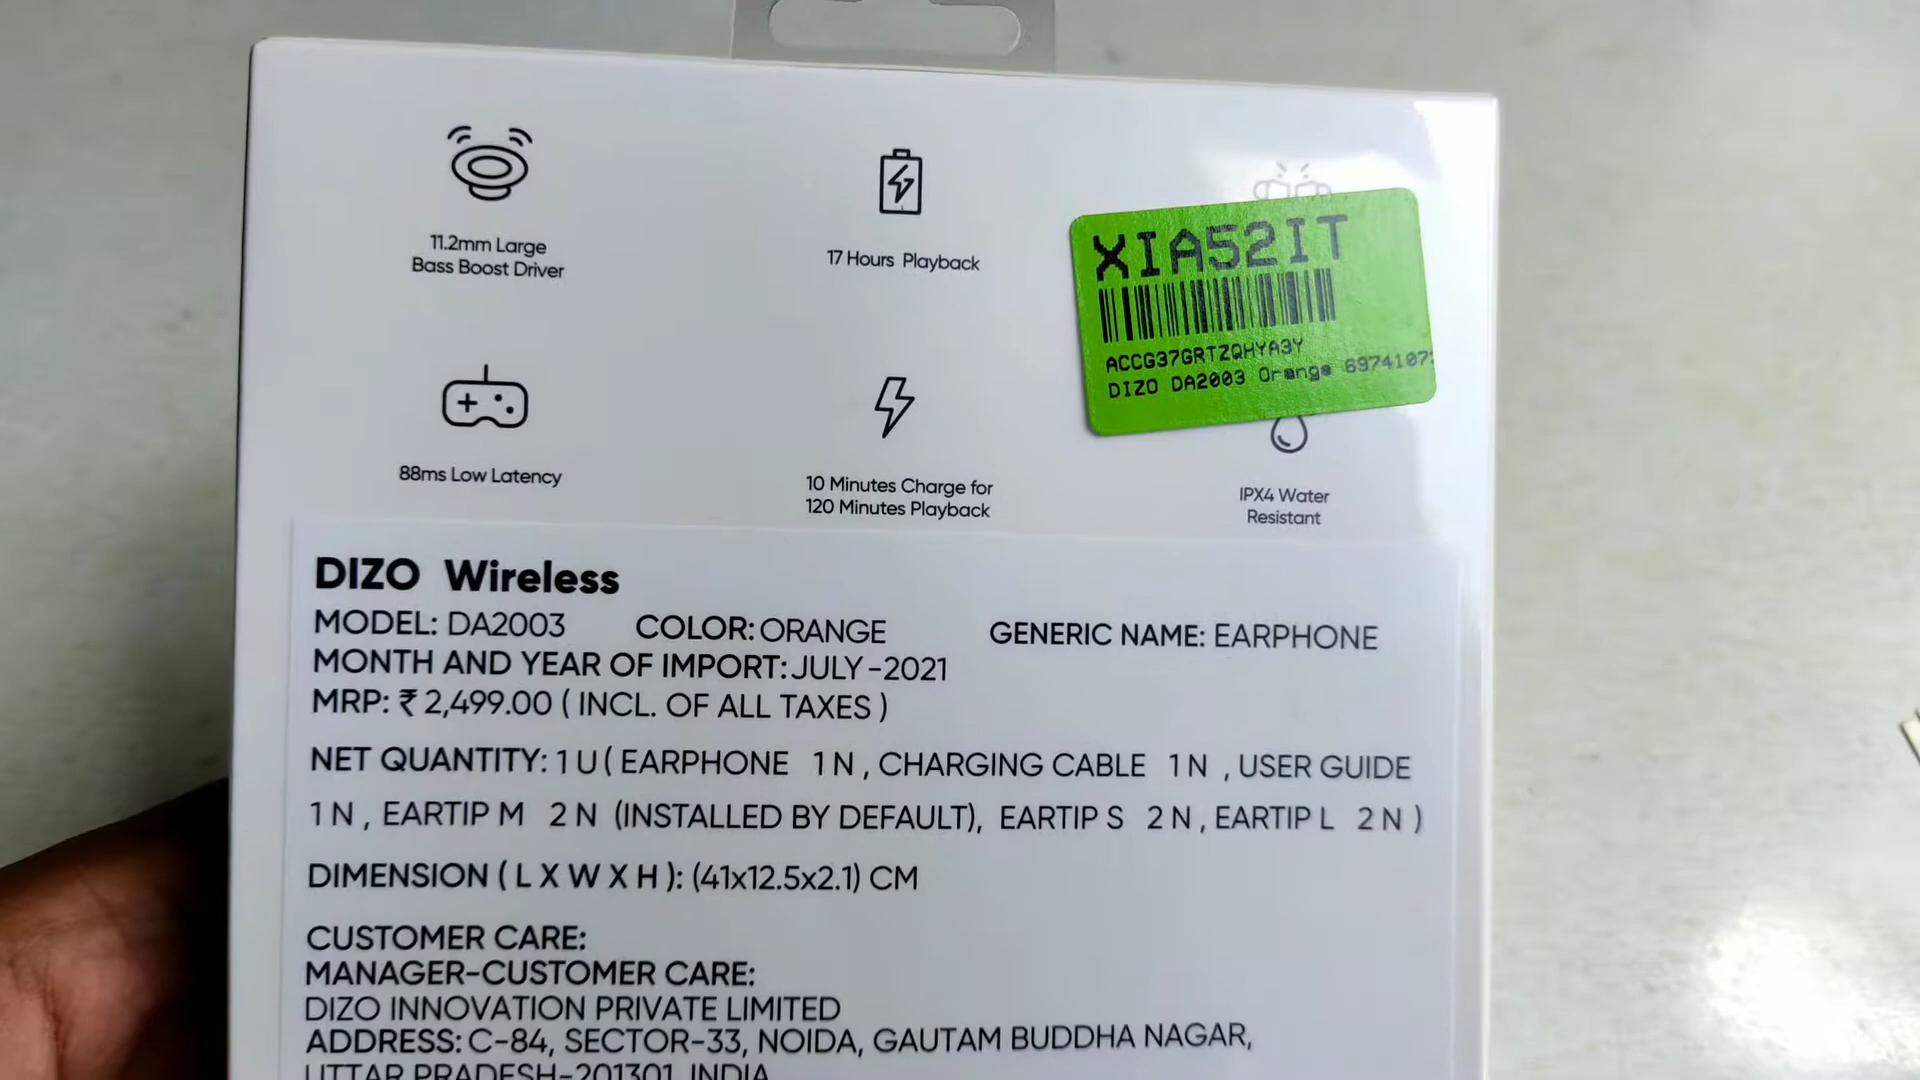 11.2mm Large
Bass Boost Driver
17 Hours Playback
XIA52IT
ACCG37GRTZQHYA3Y
DIZO DA2003 Orange 6974107
88ms Low Latency
10 Minutes Charge for
120 Minutes Playback
IPX4 Water
Resistant
DIZO Wireless
MODEL: DA2003 COLOR: ORANGE GENERIC NAME: EARPHONE
MONTH AND YEAR OF IMPORT: JULY-2021
MRP: ₹ 2,499.00 ( INCL. OF ALL TAXES )
NET QUANTITY: 1 U ( EARPHONE 1 N , CHARGING CABLE 1 N , USER GUIDE
1 N , EARTIP M 2 N (INSTALLED BY DEFAULT), EARTIP S 2 N , EARTIP L 2 N )
DIMENSION ( L X W X H ): (41x12.5x2.1) CM
CUSTOMER CARE:
MANAGER-CUSTOMER CARE:
DIZO INNOVATION PRIVATE LIMITED
ADDRESS: C-84, SECTOR-33, NOIDA, GAUTAM BUDDHA NAGAR,
UTTAR PRADESH-201301, INDIA